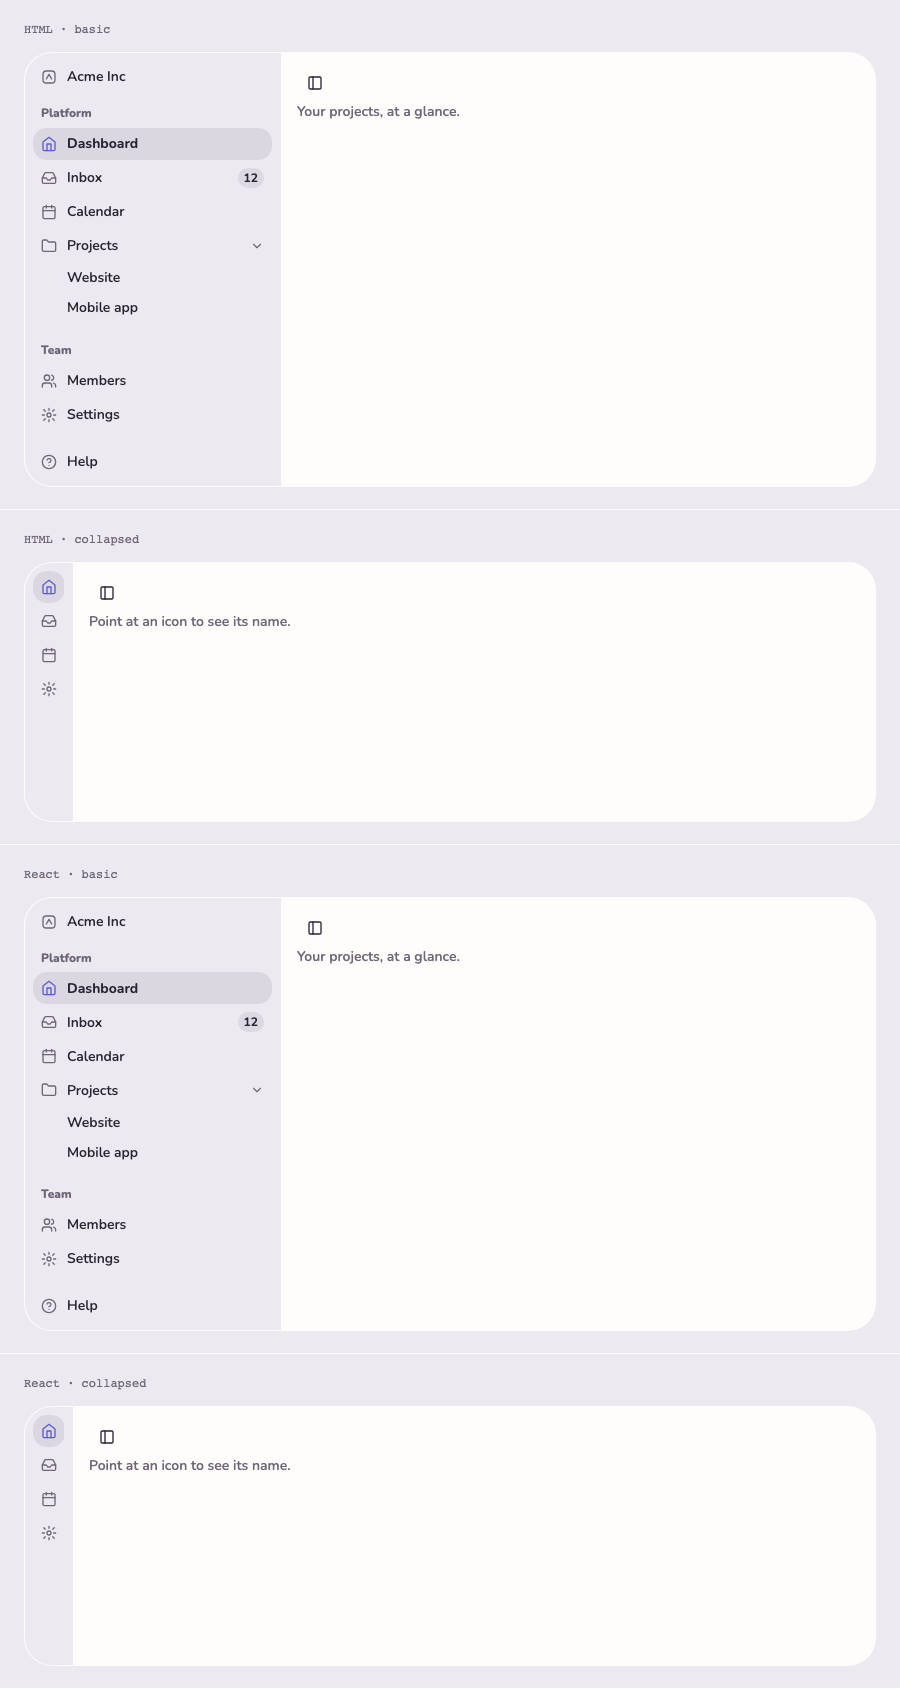 HTML · basic
Acme Inc
Platform
Dashboard
Inbox 12
Calendar
Projects
Website
Mobile app
Team
Members
Settings
Help
Your projects, at a glance.
HTML · collapsed
Point at an icon to see its name.
React · basic
Acme Inc
Platform
Dashboard
Inbox 12
Calendar
Projects
Website
Mobile app
Team
Members
Settings
Help
Your projects, at a glance.
React · collapsed
Point at an icon to see its name.